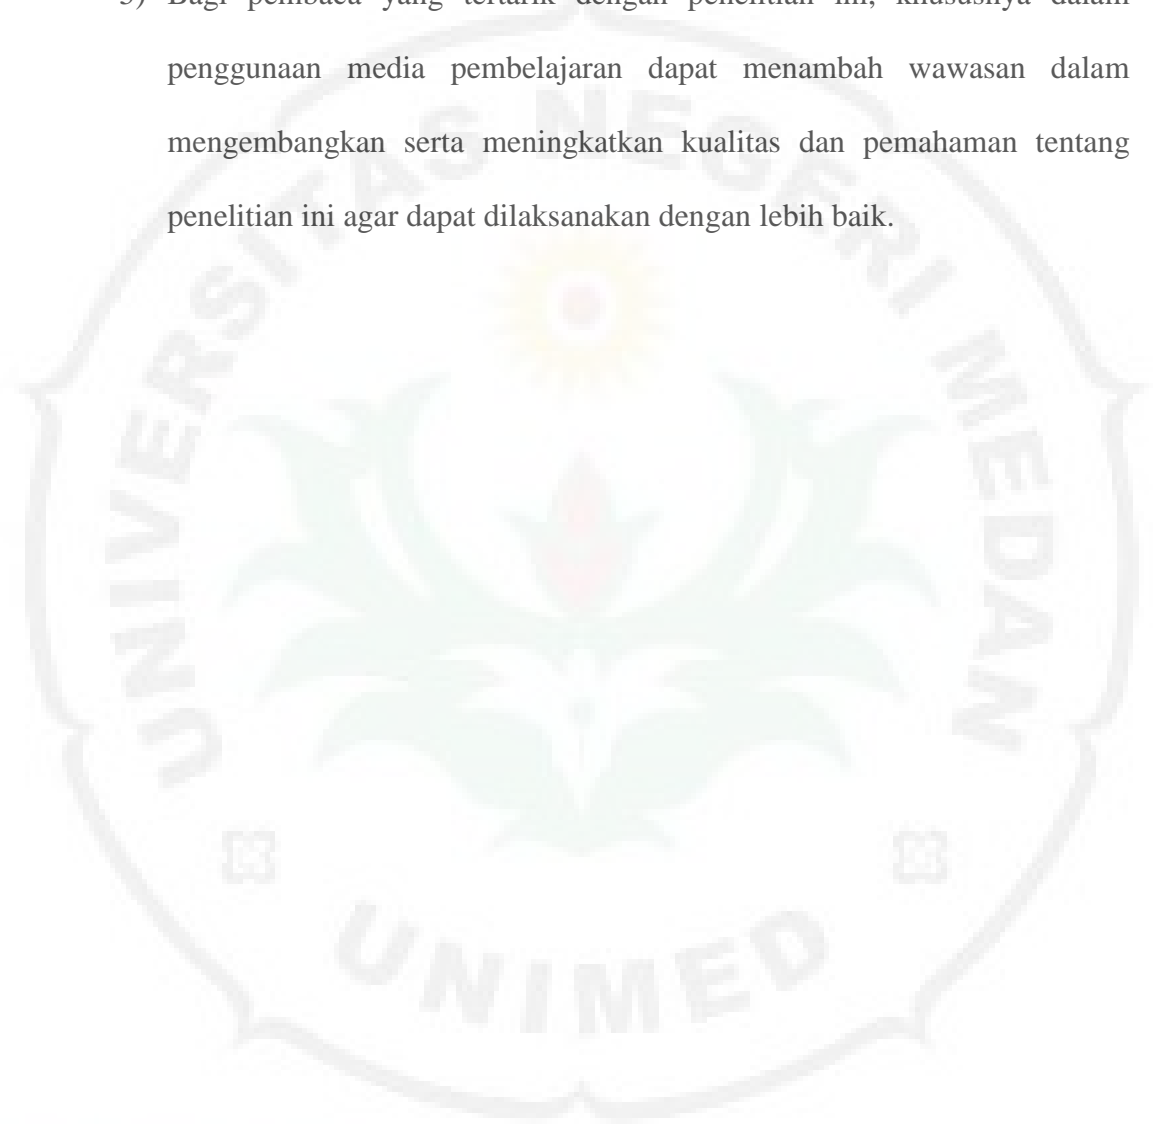 Bagi pembaca yang tertarik dengan penelitian ini, khususnya dalam
penggunaan media pembelajaran dapat menambah wawasan dalam
mengembangkan serta meningkatkan kualitas dan pemahaman tentang
penelitian ini agar dapat dilaksanakan dengan lebih baik.
UNIVERSITAS NEGERI MEDAN
UNIMED